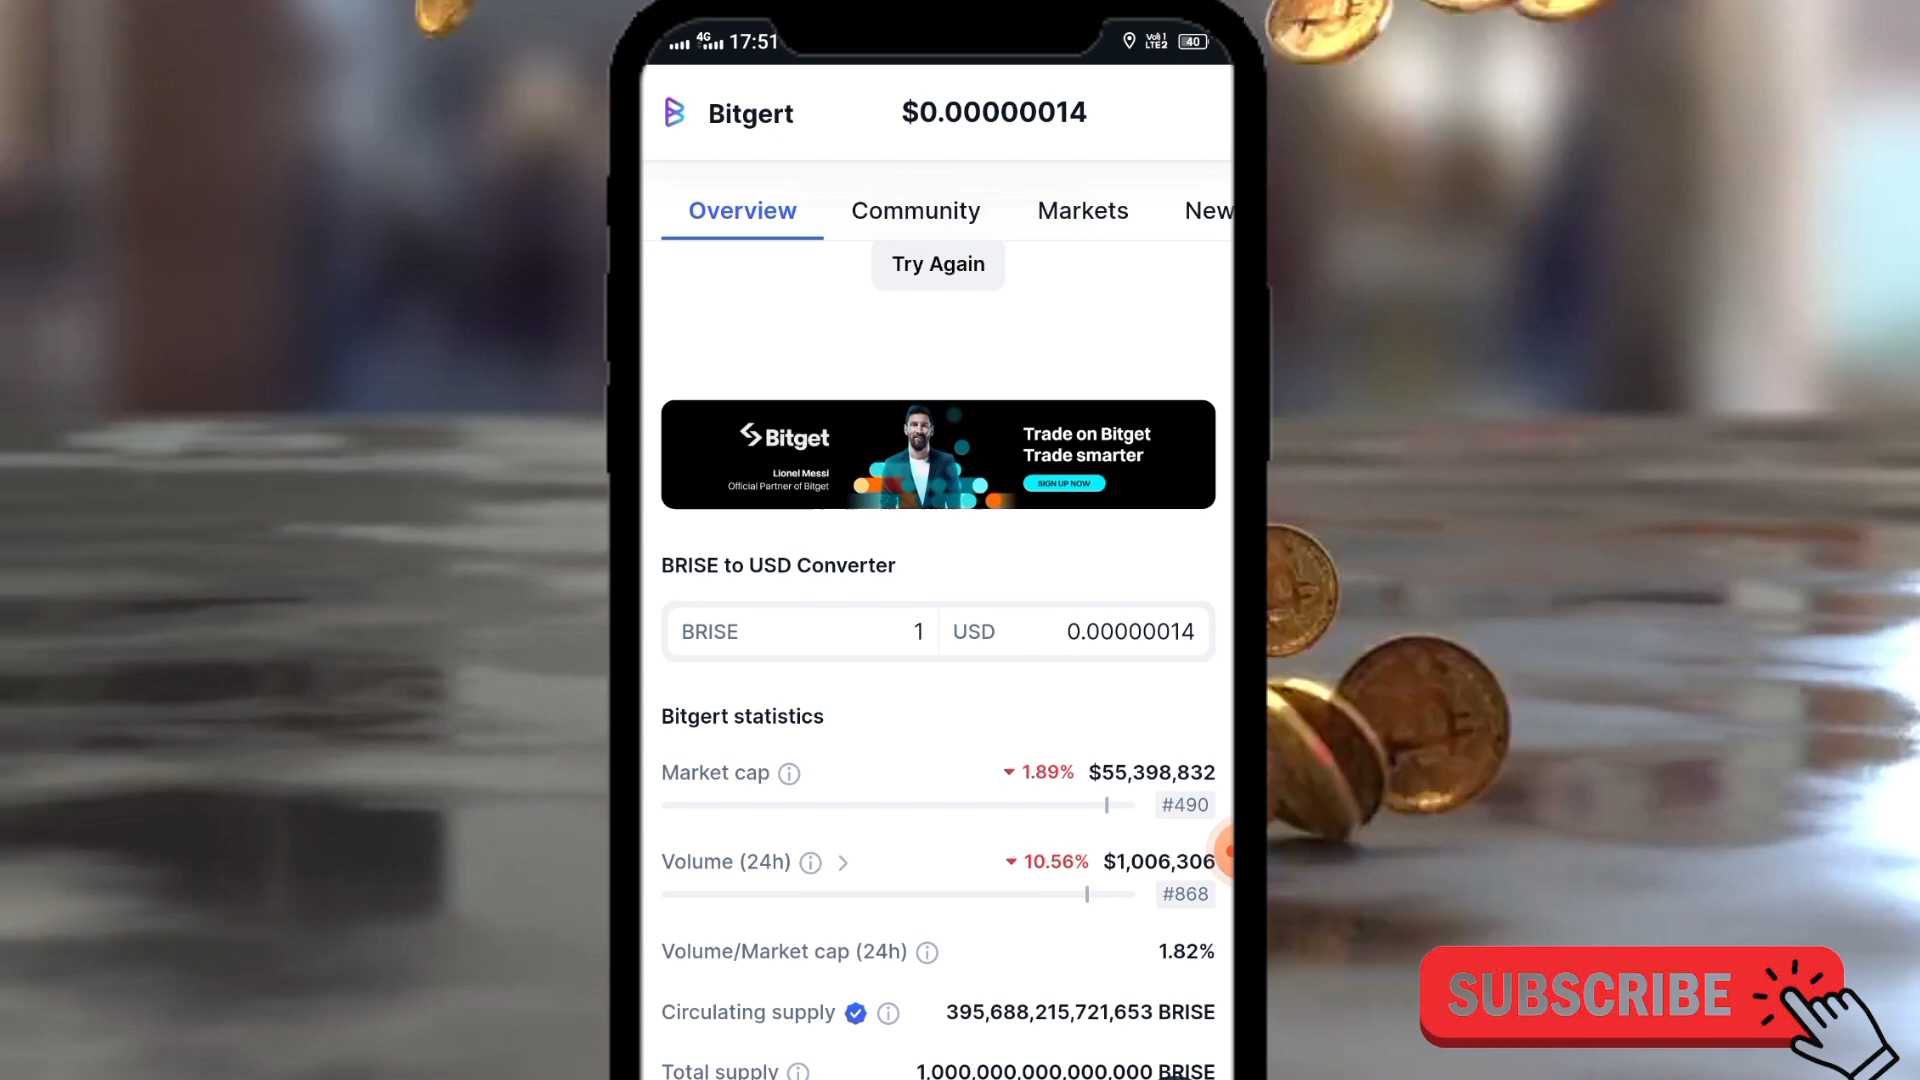 4G 17:51 Vo) 1 LTE2 40
Bitgert $0.00000014
Overview Community Markets New
Try Again
Bitget
Lionel Messi
Official Partner of Bitget
Trade on Bitget
Trade smarter
SIGN UP NOW
BRISE to USD Converter
BRISE 1 USD 0.00000014
Bitgert statistics
Market cap 1.89% $55,398,832
#490
Volume (24h) 10.56% $1,006,306
#868
Volume/Market cap (24h) 1.82%
Circulating supply 395,688,215,721,653 BRISE
Total supply 1,000,000,000,000,000 BRISE
SUBSCRIBE